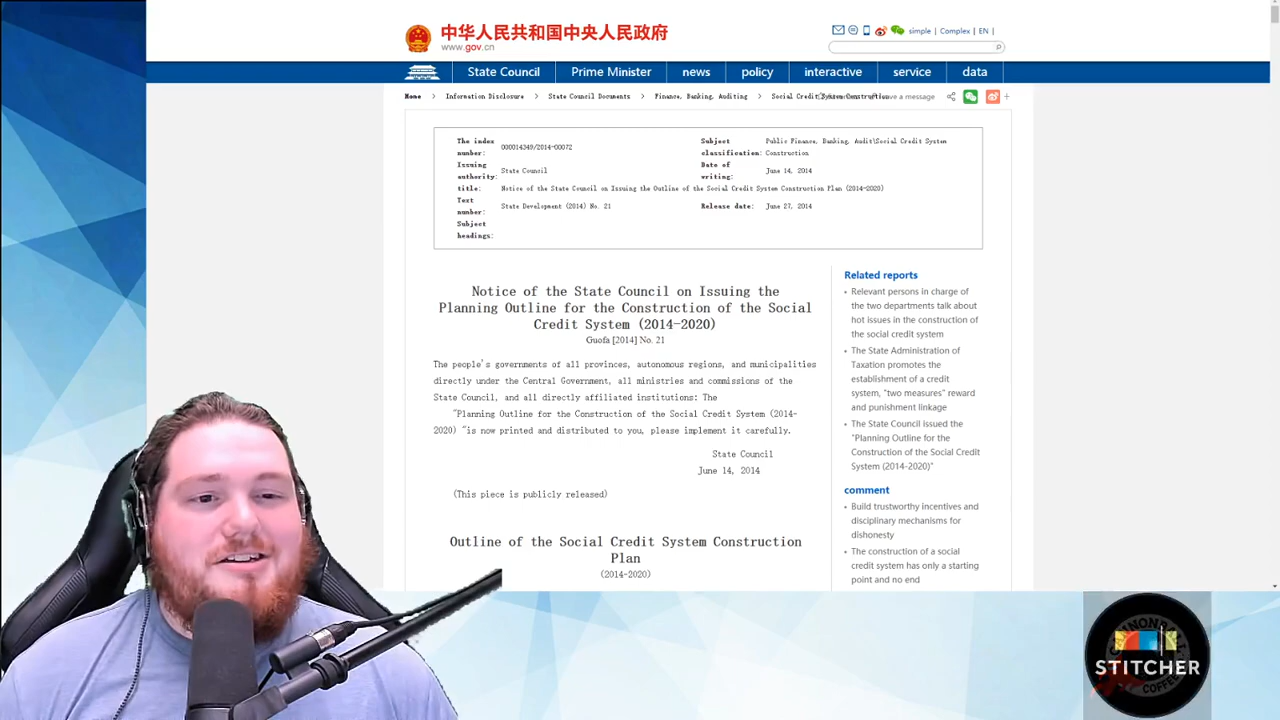 中华人民共和国中央人民政府
www.gov.cn
simple | Complex | EN |
State Council
Prime Minister
news
policy
interactive
service
data
Home > Information Disclosure > State Council Documents > Finance, Banking, Auditing > Social Credit System Construction
leave a message
The index number:
000014349/2014-00072
Subject classification:
Public Finance, Banking, Audit\Social Credit System Construction
Issuing authority:
State Council
Date of writing:
June 14, 2014
title:
Notice of the State Council on Issuing the Outline of the Social Credit System Construction Plan (2014-2020)
Text number:
State Development (2014) No. 21
Release date:
June 27, 2014
Subject headings:
Notice of the State Council on Issuing the
Planning Outline for the Construction of the Social
Credit System (2014-2020)
Guofa [2014] No. 21
The people's governments of all provinces, autonomous regions, and municipalities
directly under the Central Government, all ministries and commissions of the
State Council, and all directly affiliated institutions: The
"Planning Outline for the Construction of the Social Credit System (2014-
2020) "is now printed and distributed to you, please implement it carefully.
State Council
June 14, 2014
(This piece is publicly released)
Outline of the Social Credit System Construction
Plan
(2014-2020)
Related reports
Relevant persons in charge of
the two departments talk about
hot issues in the construction of
the social credit system
The State Administration of
Taxation promotes the
establishment of a credit
system, "two measures" reward
and punishment linkage
The State Council issued the
"Planning Outline for the
Construction of the Social Credit
System (2014-2020)"
comment
Build trustworthy incentives and
disciplinary mechanisms for
dishonesty
The construction of a social
credit system has only a starting
point and no end
STITCHER